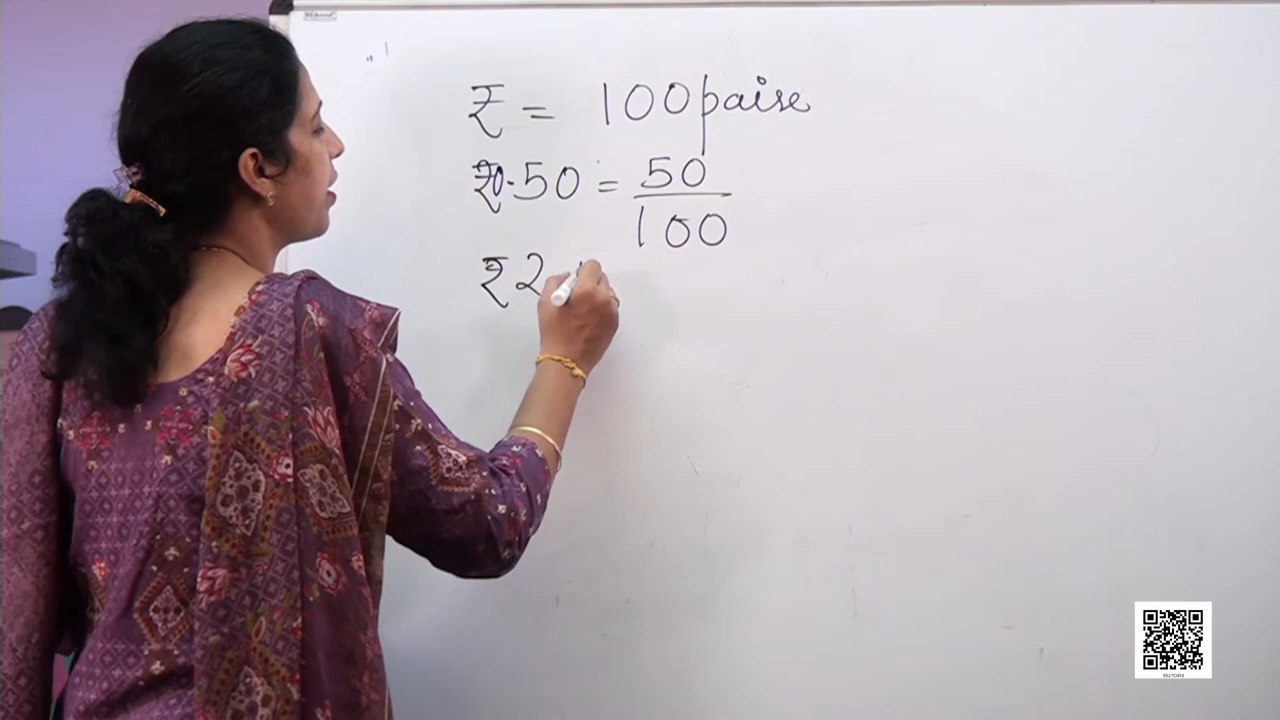 ₹ = 100 paise
₹0.50 = 50/100
₹2